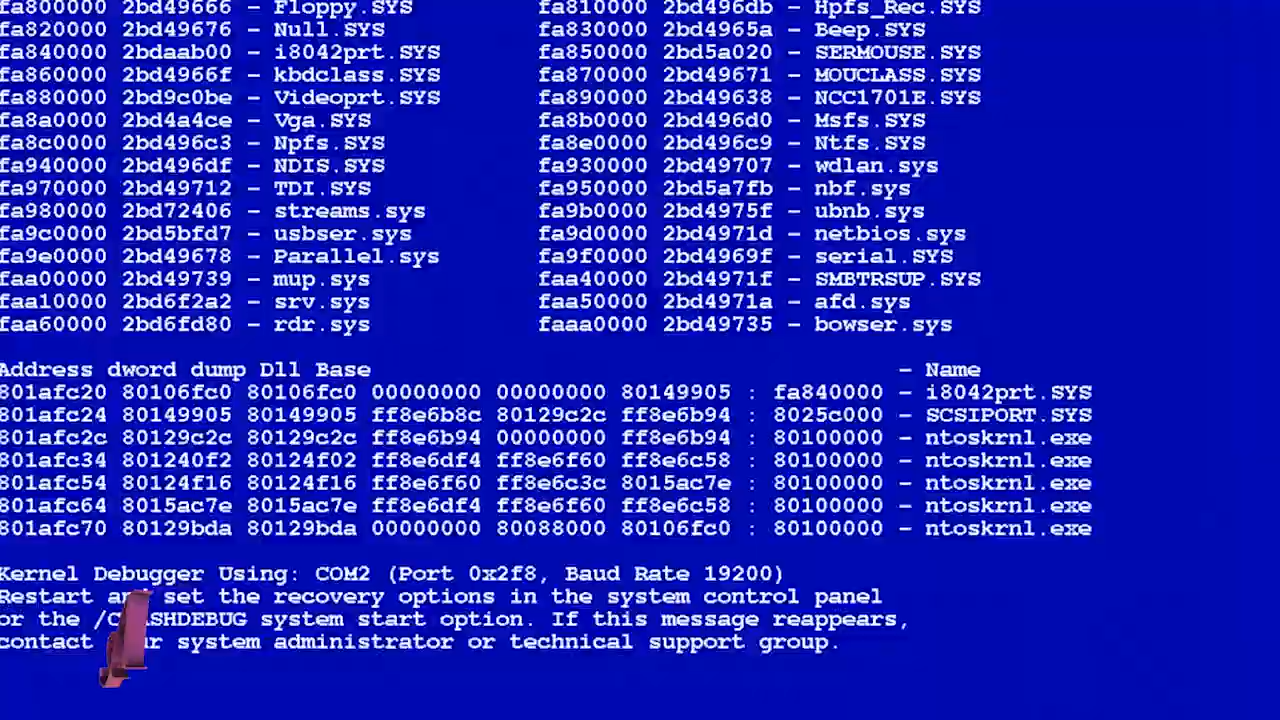 fa800000 2bd49666 - Floppy.SYS fa810000 2bd496db - Hpfs_Rec.SYS
fa820000 2bd49676 - Null.SYS fa830000 2bd4965a - Beep.SYS
fa840000 2bdaab00 - i8042prt.SYS fa850000 2bd5a020 - SERMOUSE.SYS
fa860000 2bd4966f - kbdclass.SYS fa870000 2bd49671 - MOUCLASS.SYS
fa880000 2bd9c0be - Videoprt.SYS fa890000 2bd49638 - NCC1701E.SYS
fa8a0000 2bd4a4ce - Vga.SYS fa8b0000 2bd496d0 - Msfs.SYS
fa8c0000 2bd496c3 - Npfs.SYS fa8e0000 2bd496c9 - Ntfs.SYS
fa940000 2bd496df - NDIS.SYS fa930000 2bd49707 - wdlan.sys
fa970000 2bd49712 - TDI.SYS fa950000 2bd5a7fb - nbf.sys
fa980000 2bd72406 - streams.sys fa9b0000 2bd4975f - ubnb.sys
fa9c0000 2bd5bfd7 - usbser.sys fa9d0000 2bd4971d - netbios.sys
fa9e0000 2bd49678 - Parallel.sys fa9f0000 2bd4969f - serial.SYS
faa00000 2bd49739 - mup.sys faa40000 2bd4971f - SMBTRSUP.SYS
faa10000 2bd6f2a2 - srv.sys faa50000 2bd4971a - afd.sys
faa60000 2bd6fd80 - rdr.sys faaa0000 2bd49735 - bowser.sys
Address dword dump Dll Base - Name
801afc20 80106fc0 80106fc0 00000000 00000000 80149905 : fa840000 - i8042prt.SYS
801afc24 80149905 80149905 ff8e6b8c 80129c2c ff8e6b94 : 8025c000 - SCSIPORT.SYS
801afc2c 80129c2c 80129c2c ff8e6b94 00000000 ff8e6b94 : 80100000 - ntoskrnl.exe
801afc34 801240f2 80124f02 ff8e6df4 ff8e6f60 ff8e6c58 : 80100000 - ntoskrnl.exe
801afc54 80124f16 80124f16 ff8e6f60 ff8e6c3c 8015ac7e : 80100000 - ntoskrnl.exe
801afc64 8015ac7e 8015ac7e ff8e6df4 ff8e6f60 ff8e6c58 : 80100000 - ntoskrnl.exe
801afc70 80129bda 80129bda 00000000 80088000 80106fc0 : 80100000 - ntoskrnl.exe
Kernel Debugger Using: COM2 (Port 0x2f8, Baud Rate 19200)
Restart and set the recovery options in the system control panel
or the system start option. If this message reappears,
contact system administrator or technical support group.